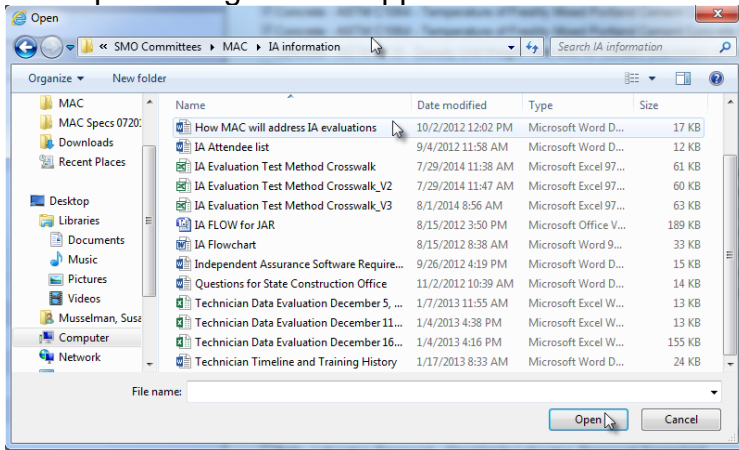 Open
« SMO Committees ▸ MAC ▸ IA information
Search IA information
Organize ▾ New folder
MAC
MAC Specs 0720
Downloads
Recent Places
Desktop
Libraries
Documents
Music
Pictures
Videos
Musselman, Susa
Computer
Network
Name Date modified Type Size
How MAC will address IA evaluations 10/2/2012 12:02 PM Microsoft Word D... 17 KB
IA Attendee list 9/4/2012 11:58 AM Microsoft Word D... 12 KB
IA Evaluation Test Method Crosswalk 7/29/2014 11:38 AM Microsoft Excel 97... 61 KB
IA Evaluation Test Method Crosswalk_V2 7/29/2014 11:47 AM Microsoft Excel 97... 60 KB
IA Evaluation Test Method Crosswalk_V3 8/1/2014 8:56 AM Microsoft Excel 97... 63 KB
IA FLOW for JAR 8/15/2012 3:50 PM Microsoft Office V... 189 KB
IA Flowchart 8/15/2012 8:38 AM Microsoft Word 9... 33 KB
Independent Assurance Software Require... 9/26/2012 4:19 PM Microsoft Word D... 15 KB
Questions for State Construction Office 11/2/2012 10:39 AM Microsoft Word D... 14 KB
Technician Data Evaluation December 5, ... 1/7/2013 11:55 AM Microsoft Excel W... 13 KB
Technician Data Evaluation December 11... 1/4/2013 4:38 PM Microsoft Excel W... 13 KB
Technician Data Evaluation December 16... 1/4/2013 4:16 PM Microsoft Excel W... 155 KB
Technician Timeline and Training History 1/17/2013 8:33 AM Microsoft Word D... 24 KB
File name:
Open Cancel